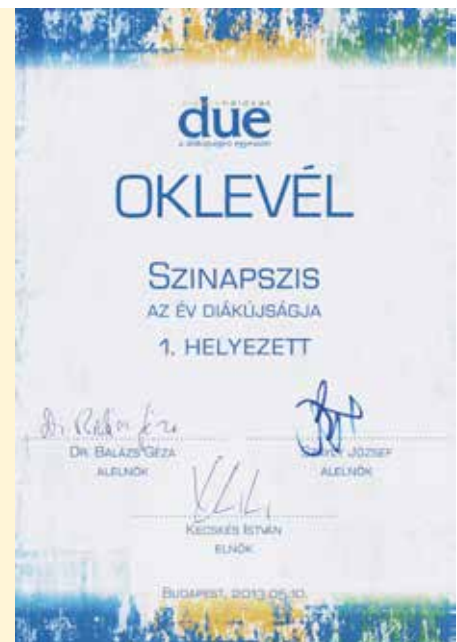 due
OKLEVÉL
SZINAPSZIS
AZ ÉV DIÁKÚJSÁGJA
1. HELYEZETT
DR. BALÁZS GÉZA
ALELNÖK
JÓZSEF
ALELNÖK
KECSKÉS ISTVÁN
ELNÖK
BUDAPEST, 2013.05.10.